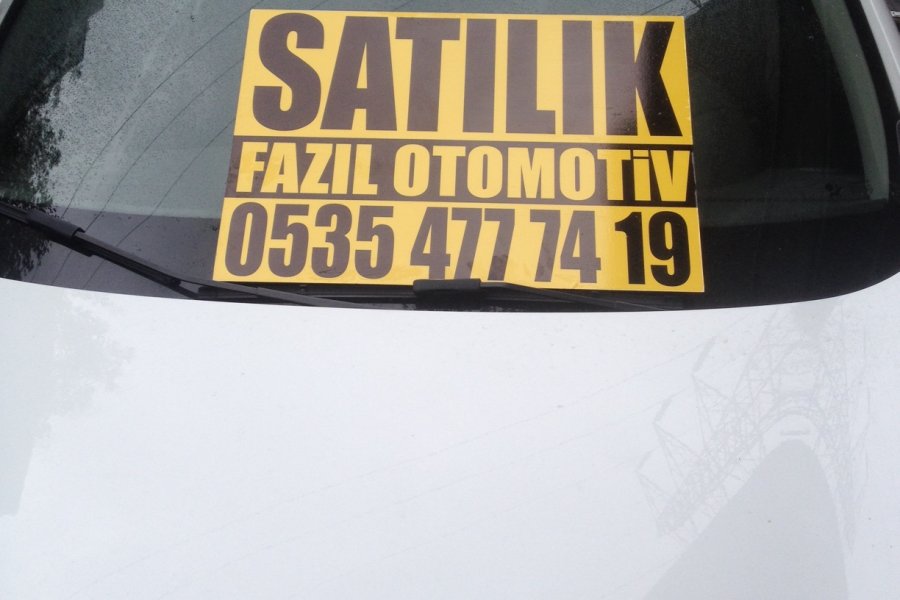 SATILIK
FAZIL OTOMOTİV
0535 477 74 19